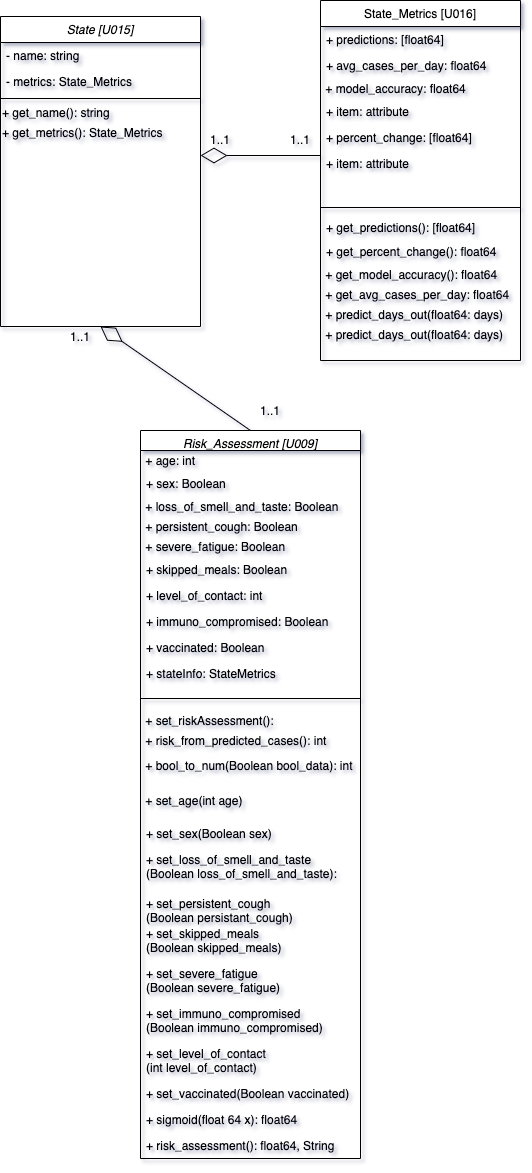 State [U015]
- name: string
- metrics: State_Metrics
+ get_name(): string
+ get_metrics(): State_Metrics
State_Metrics [U016]
+ predictions: [float64]
+ avg_cases_per_day: float64
+ model_accuracy: float64
+ item: attribute
+ percent_change: [float64]
+ item: attribute
+ get_predictions(): [float64]
+ get_percent_change(): float64
+ get_model_accuracy(): float64
+ get_avg_cases_per_day: float64
+ predict_days_out(float64: days)
+ predict_days_out(float64: days)
1..1
1..1
1..1
1..1
Risk_Assessment [U009]
+ age: int
+ sex: Boolean
+ loss_of_smell_and_taste: Boolean
+ persistent_cough: Boolean
+ severe_fatigue: Boolean
+ skipped_meals: Boolean
+ level_of_contact: int
+ immuno_compromised: Boolean
+ vaccinated: Boolean
+ stateInfo: StateMetrics
+ set_riskAssessment():
+ risk_from_predicted_cases(): int
+ bool_to_num(Boolean bool_data): int
+ set_age(int age)
+ set_sex(Boolean sex)
+ set_loss_of_smell_and_taste
(Boolean loss_of_smell_and_taste):
+ set_persistent_cough
(Boolean persistant_cough)
+ set_skipped_meals
(Boolean skipped_meals)
+ set_severe_fatigue
(Boolean severe_fatigue)
+ set_immuno_compromised
(Boolean immuno_compromised)
+ set_level_of_contact
(int level_of_contact)
+ set_vaccinated(Boolean vaccinated)
+ sigmoid(float 64 x): float64
+ risk_assessment(): float64, String